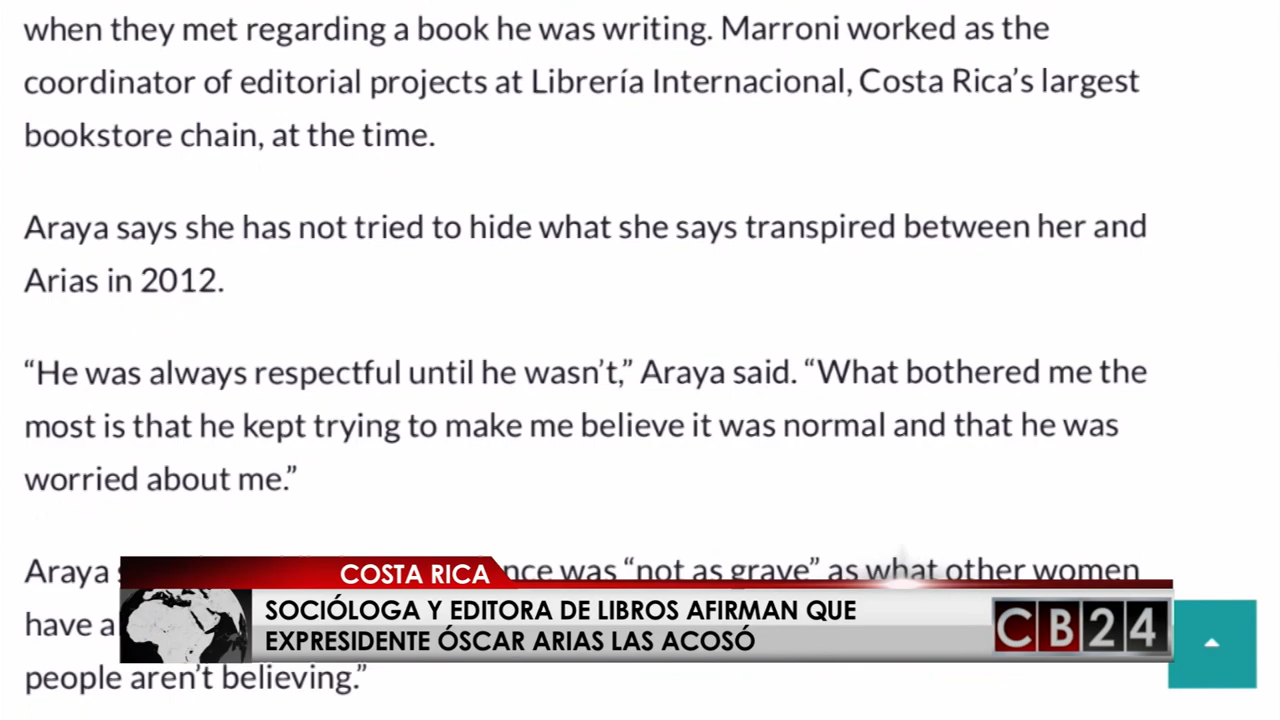 when they met regarding a book he was writing. Marroni worked as the
coordinator of editorial projects at Librería Internacional, Costa Rica’s largest
bookstore chain, at the time.
Araya says she has not tried to hide what she says transpired between her and
Arias in 2012.
“He was always respectful until he wasn’t,” Araya said. “What bothered me the
most is that he kept trying to make me believe it was normal and that he was
worried about me.”
Araya nce was “not as grave” as what other women
have a
people aren’t believing.”
COSTA RICA
SOCIÓLOGA Y EDITORA DE LIBROS AFIRMAN QUE
EXPRESIDENTE ÓSCAR ARIAS LAS ACOSÓ
CB24